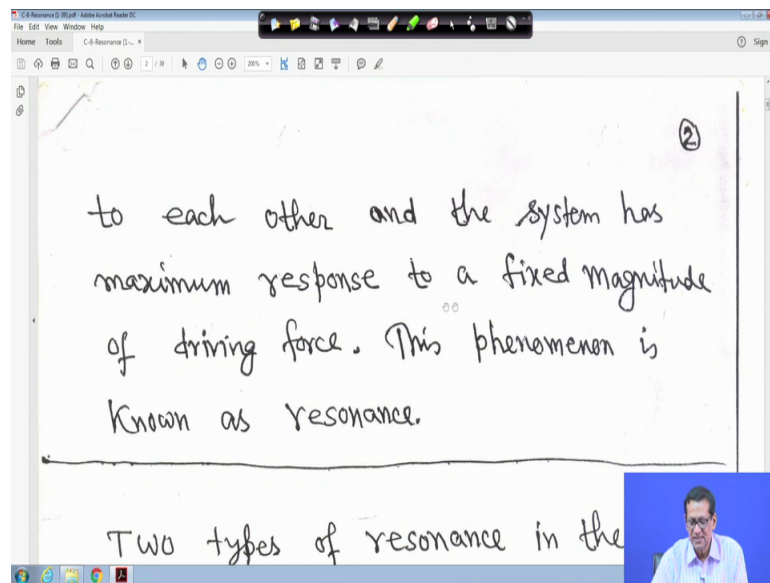 C-8-Resonance (1-39).pdf - Adobe Acrobat Reader DC
File Edit View Window Help
Home Tools C-8-Resonance (1-... ×
Sign
2 / 39 200%
2
to each other and the system has
maximum response to a fixed magnitude
of driving force. This phenomenon is
known as resonance.
Two types of resonance in the